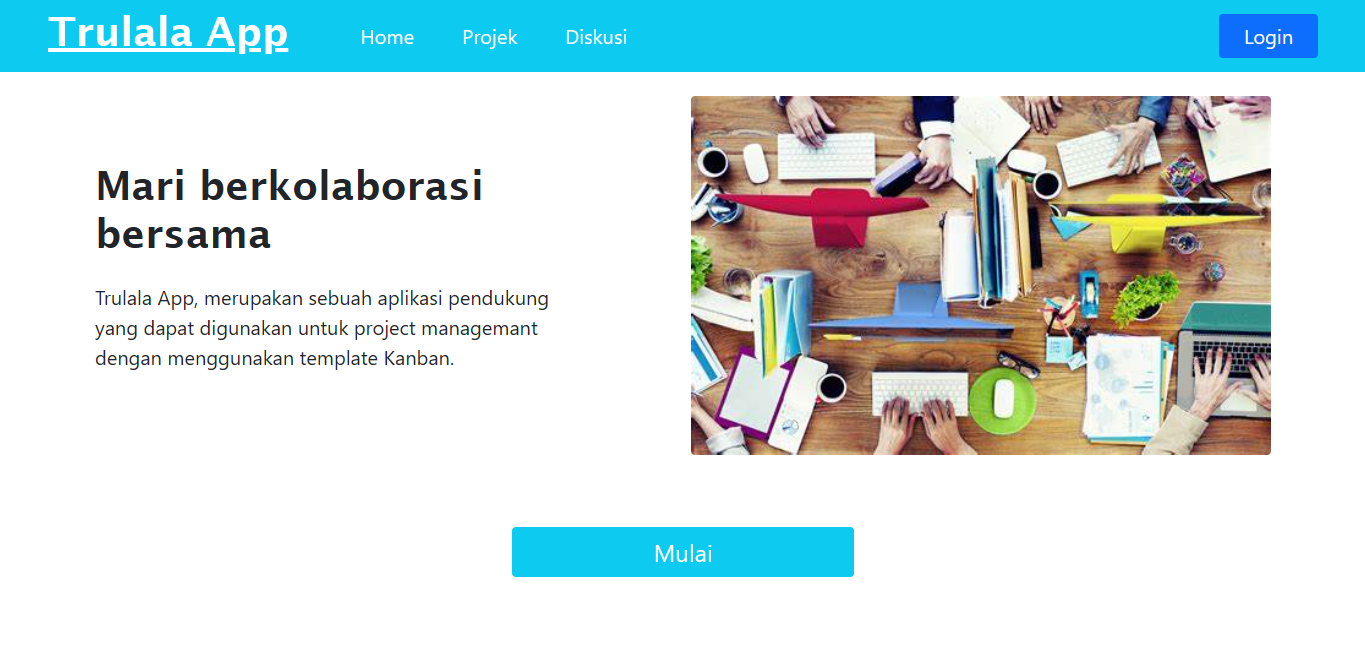 Trulala App
Home
Projek
Diskusi
Login
Mari berkolaborasi
bersama
Trulala App, merupakan sebuah aplikasi pendukung
yang dapat digunakan untuk project managemant
dengan menggunakan template Kanban.
Mulai